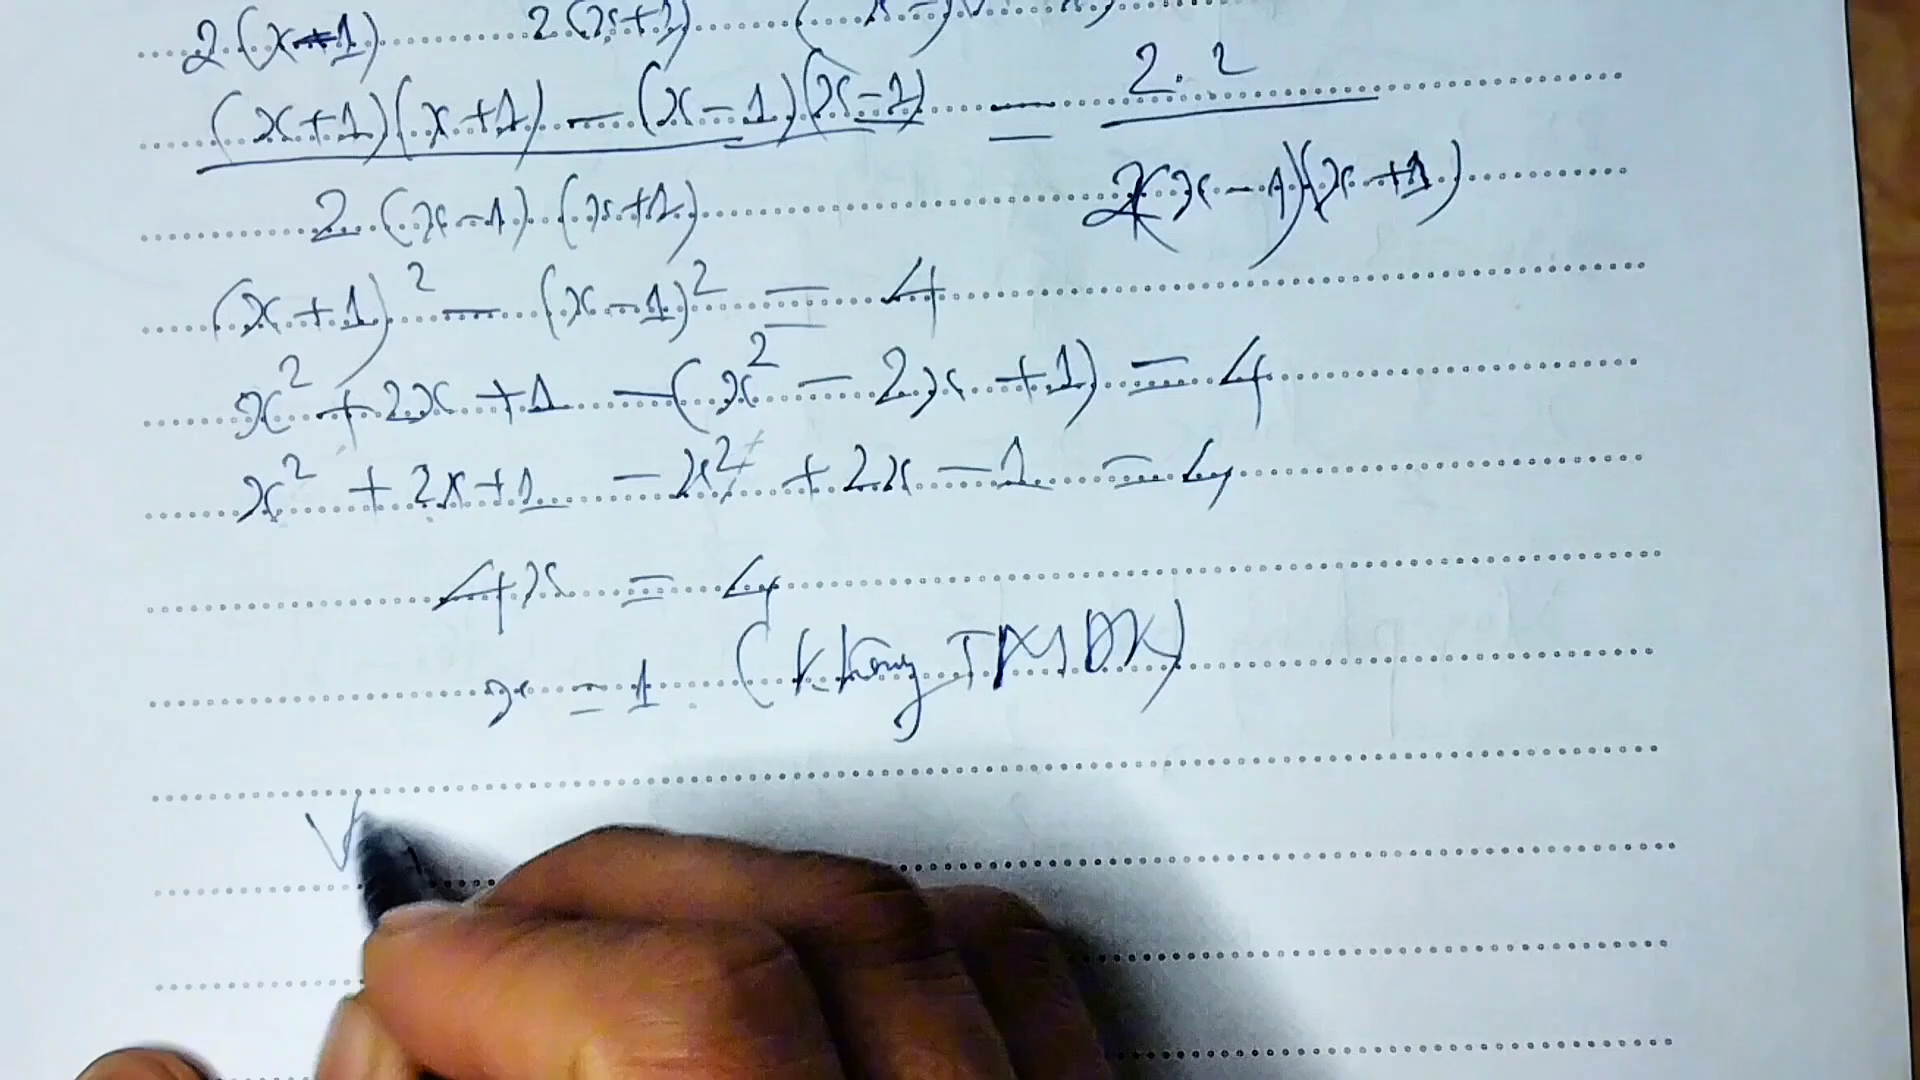 2(x+1) 2(x+1)
(x+1)(x+1) - (x-1)(x-1) = 2.2
2.(x-1).(x+1) 2(x-1)(x+1)
(x+1)² - (x-1)² = 4
x² + 2x + 1 - (x² - 2x + 1) = 4
x² + 2x + 1 - x² + 2x - 1 = 4
4x = 4
x = 1 (Không TMĐK)
V